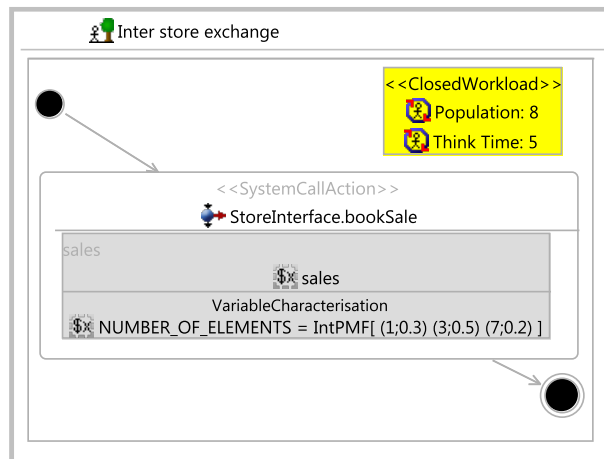 Inter store exchange
<<ClosedWorkload>>
Population: 8
Think Time: 5
<<SystemCallAction>>
StoreInterface.bookSale
sales
sales
VariableCharacterisation
NUMBER_OF_ELEMENTS = IntPMF[ (1;0.3) (3;0.5) (7;0.2) ]